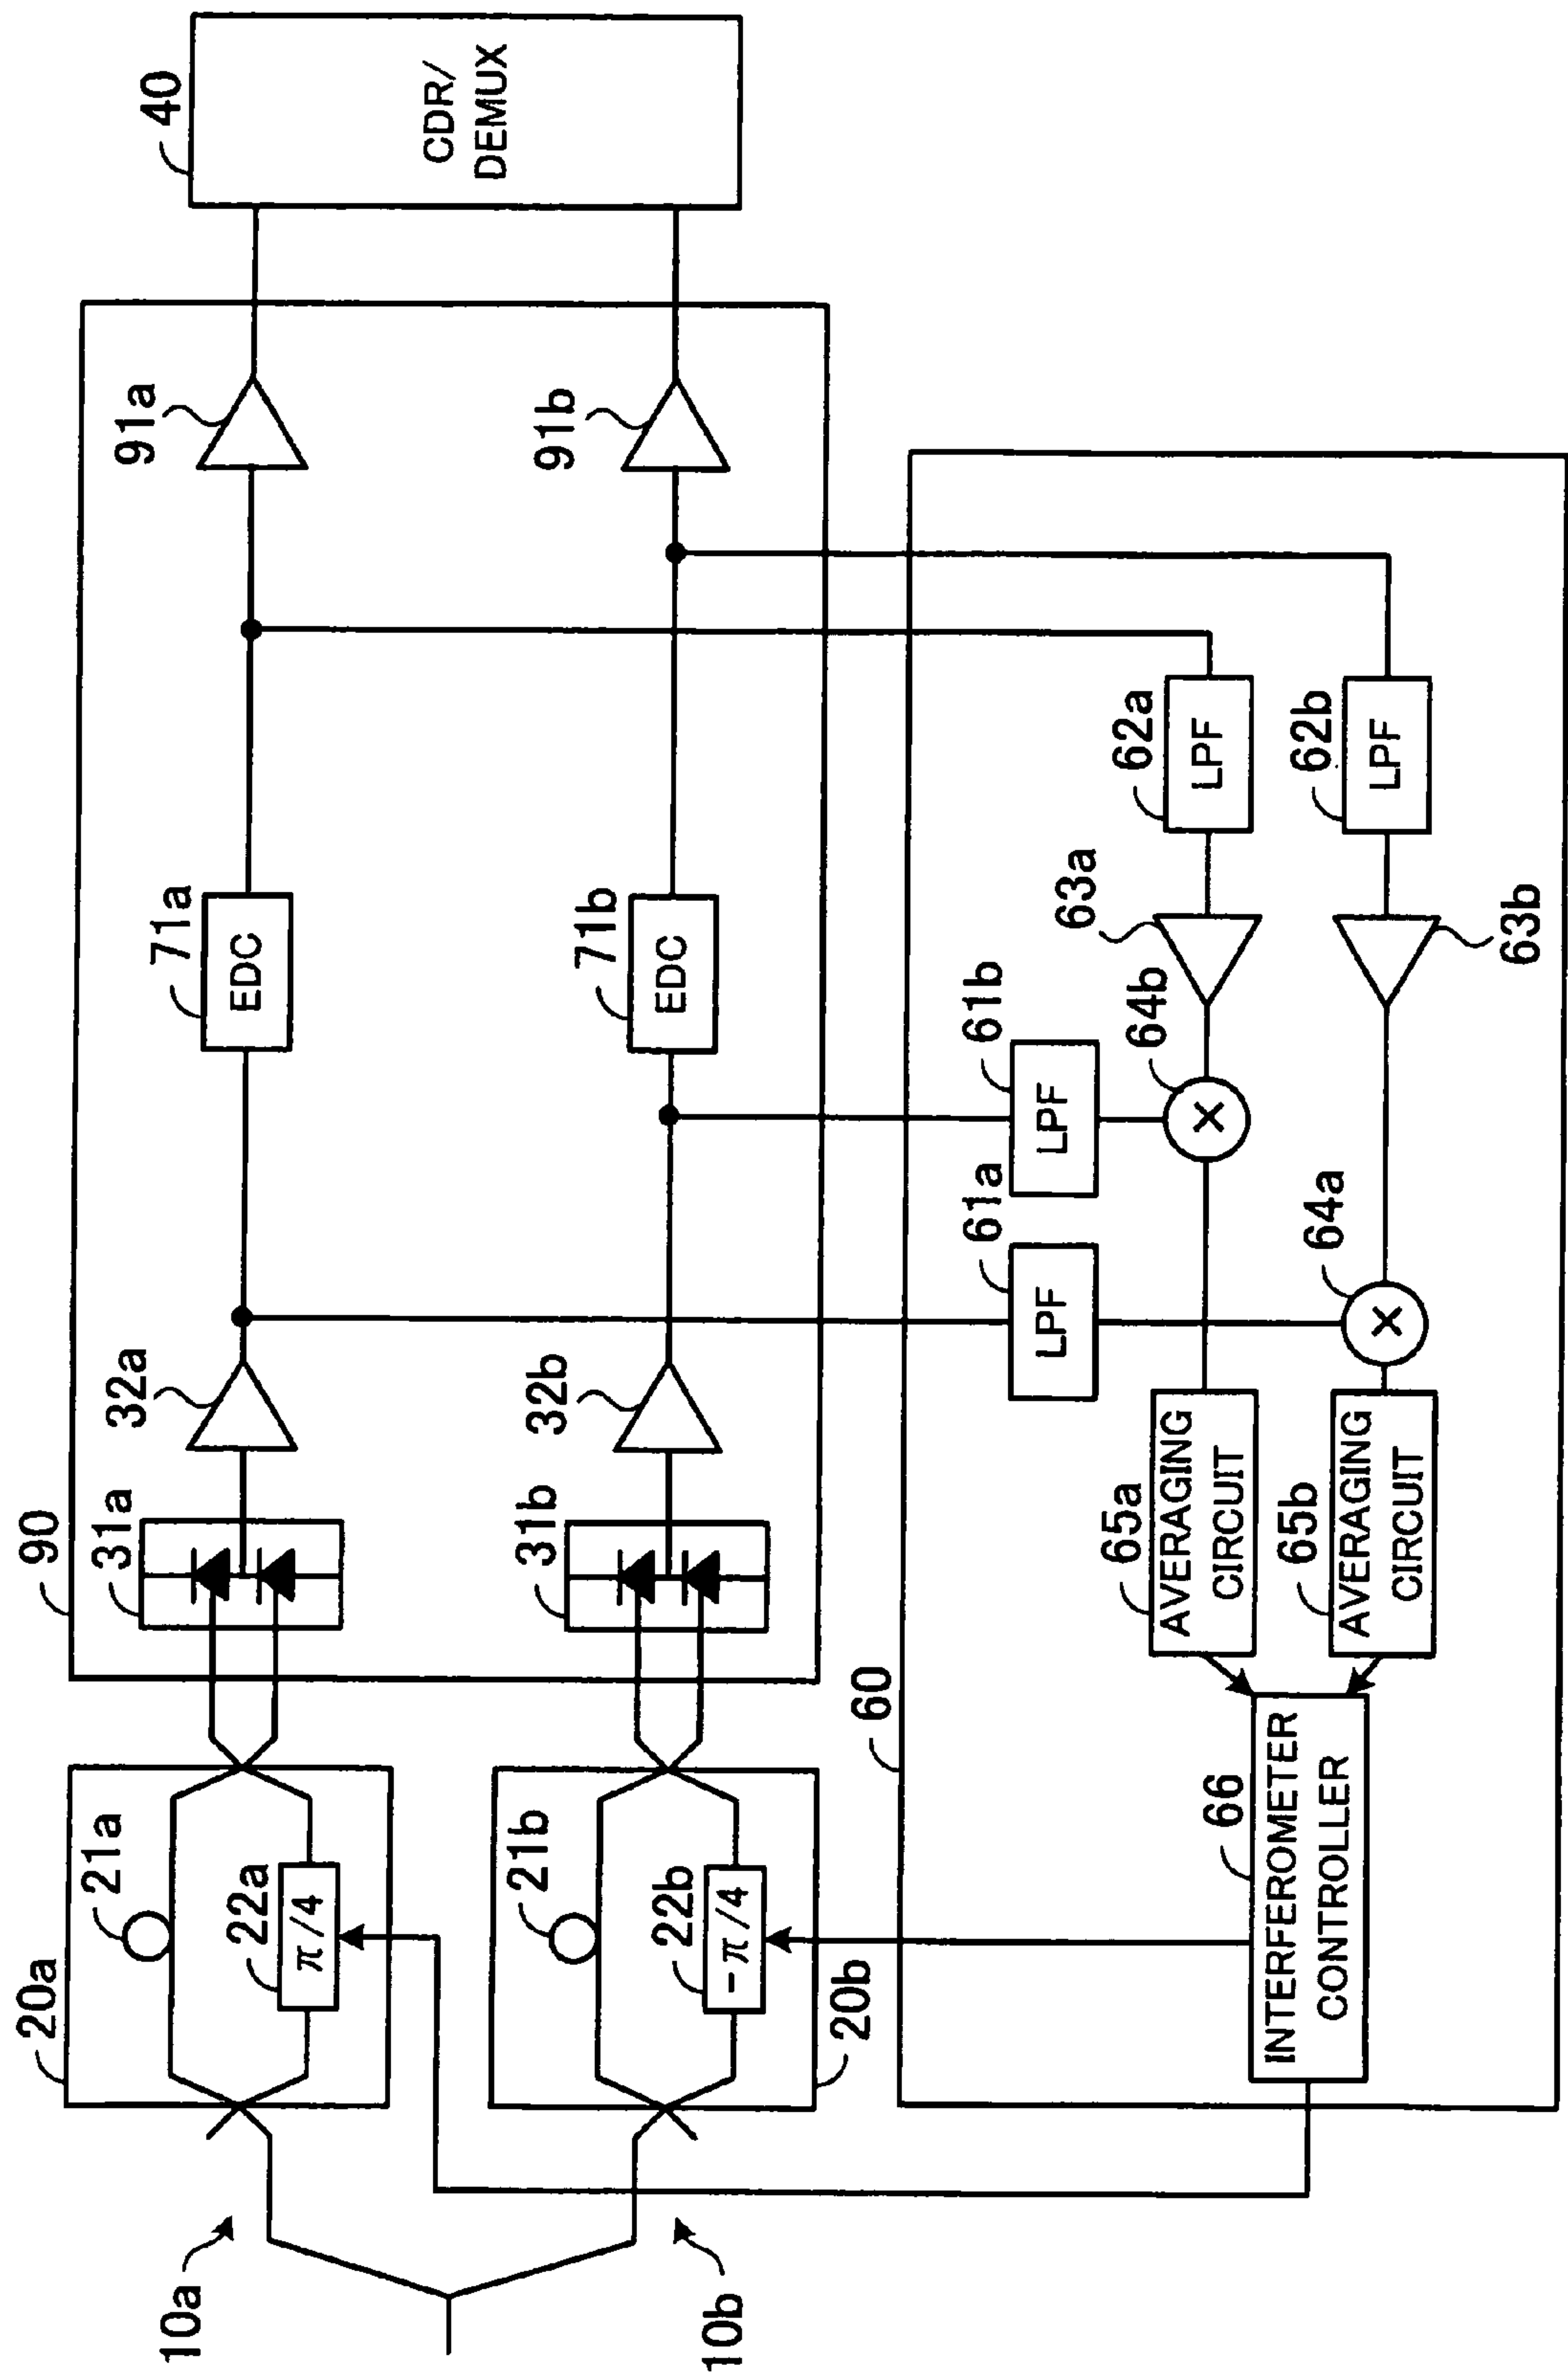 10a
10b
20a
21a
22a
π/4
20b
21b
22b
-π/4
90
31a
31b
32a
32b
71a
EDC
71b
EDC
91a
91b
40
CDR/
DEMUX
60
61a
LPF
61b
LPF
62a
LPF
62b
LPF
63a
63b
64b
×
64a
×
65a
AVERAGING
CIRCUIT
65b
AVERAGING
CIRCUIT
66
INTERFEROMETER
CONTROLLER